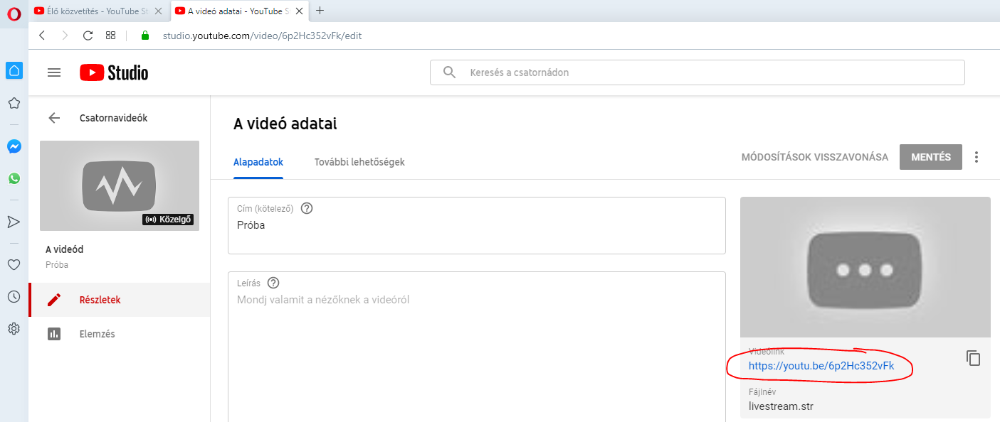 Élő közvetítés - YouTube St
A videó adatai - YouTube S
studio.youtube.com/video/6p2Hc352vFk/edit
Studio
Keresés a csatornádon
Csatornavideók
Közelgő
A videód
Próba
Részletek
Elemzés
A videó adatai
Alapadatok
További lehetőségek
MÓDOSÍTÁSOK VISSZAVONÁSA
MENTÉS
Cím (kötelező)
Próba
Leírás
Mondj valamit a nézőknek a videóról
Videólink
https://youtu.be/6p2Hc352vFk
Fájlnév
livestream.str